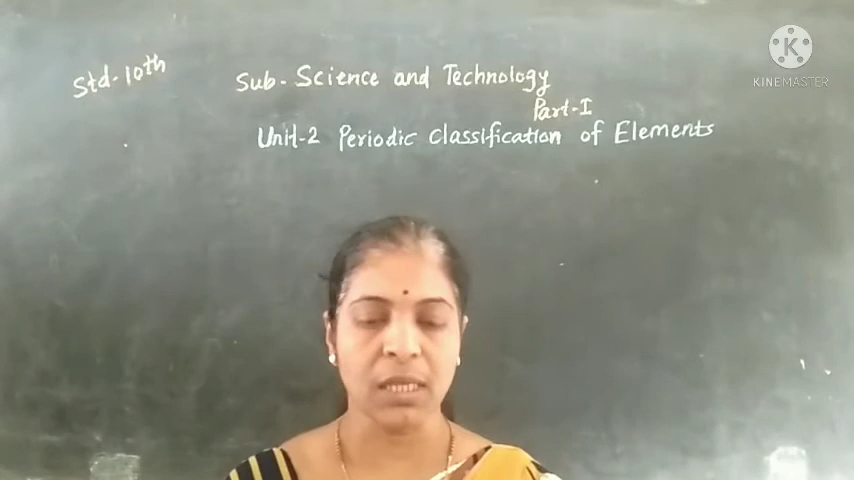 Std-10th
Sub-Science and Technology
Part-I
Unit-2 Periodic Classification of Elements
K
KINEMASTER